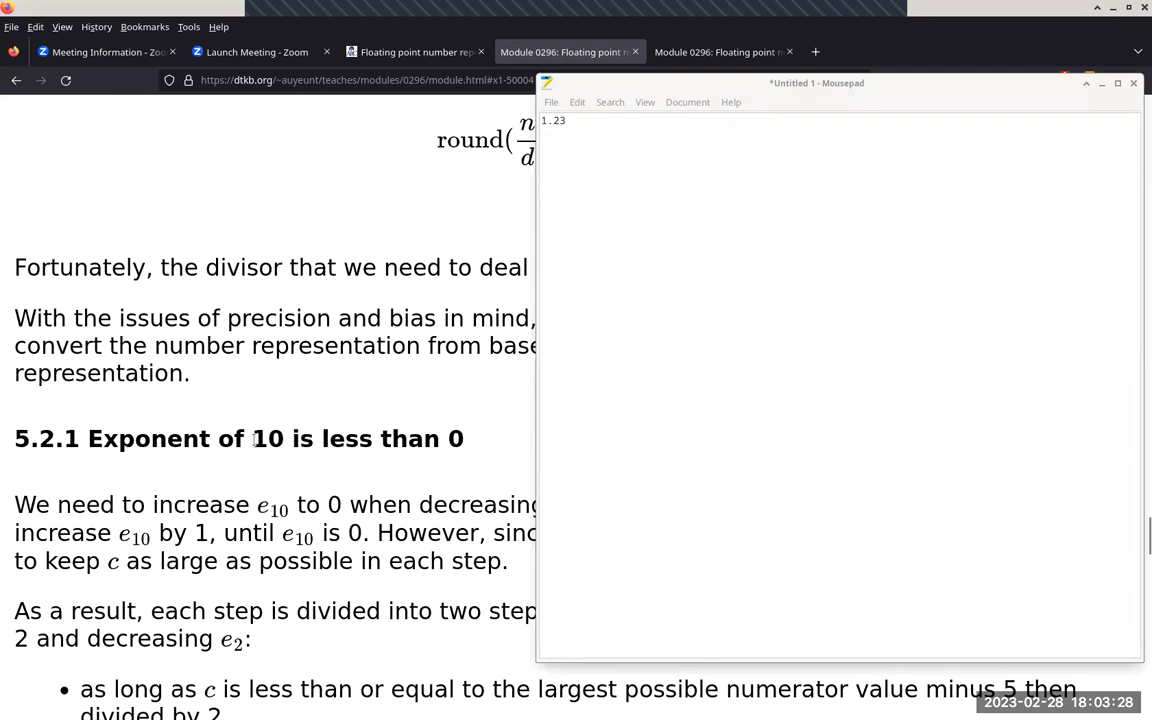 File Edit View History Bookmarks Tools Help
Meeting Information - Zoo
Launch Meeting - Zoom
Floating point number rep
Module 0296: Floating point n
Module 0296: Floating point n
https://dtkb.org/~auyeunt/teaches/modules/0296/module.html#x1-50004
*Untitled 1 - Mousepad
File Edit Search View Document Help
1.23
round(n
d
Fortunately, the divisor that we need to deal
With the issues of precision and bias in mind,
convert the number representation from base
representation.
5.2.1 Exponent of 10 is less than 0
We need to increase e10 to 0 when decreasing
increase e10 by 1, until e10 is 0. However, sinc
to keep c as large as possible in each step.
As a result, each step is divided into two step
2 and decreasing e2:
• as long as c is less than or equal to the largest possible numerator value minus 5 then
divided by 2
2023-02-28 18:03:28